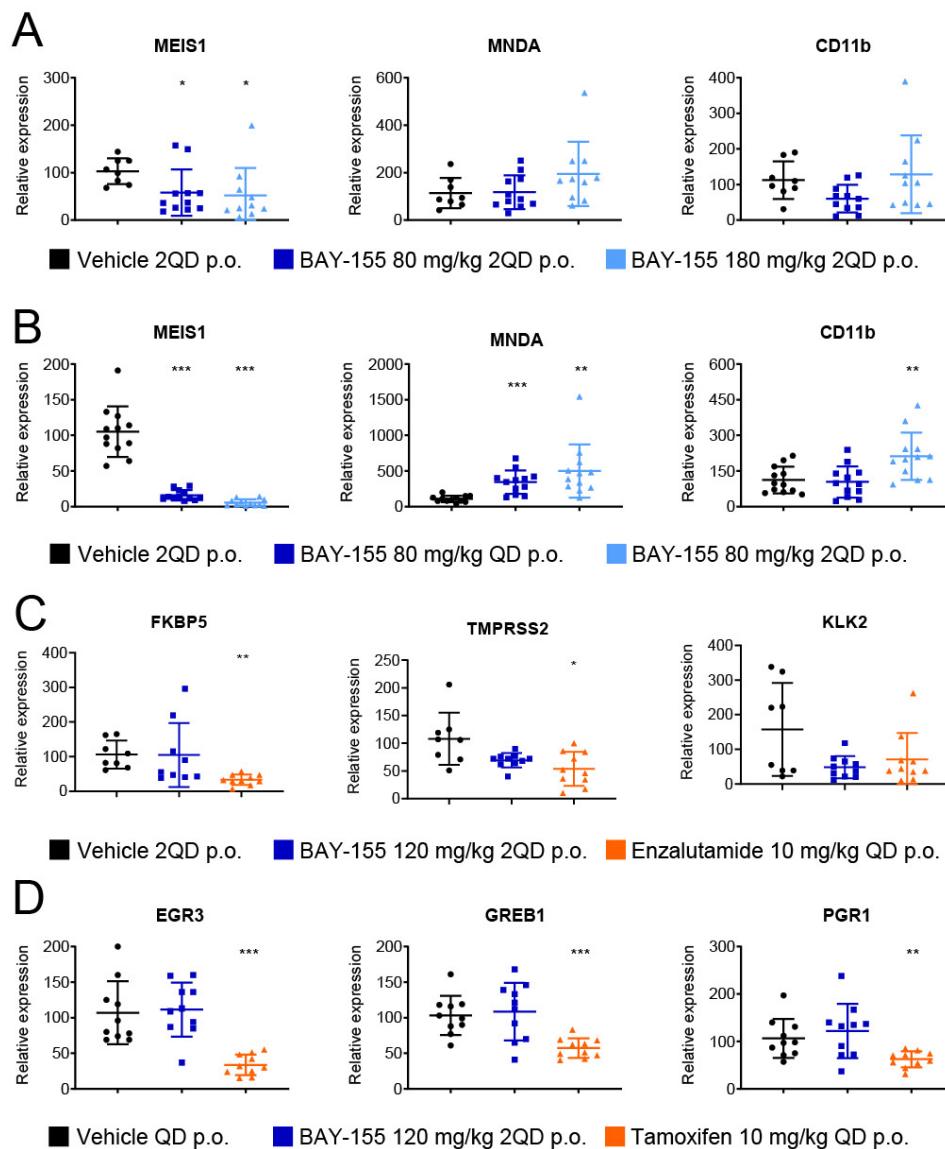 A
MEIS1 MNDA CD11b
Relative expression
300
200
100
0
* *
Relative expression
600
400
200
0
Relative expression
400
300
200
100
0
Vehicle 2QD p.o. BAY-155 80 mg/kg 2QD p.o. BAY-155 180 mg/kg 2QD p.o.
B
MEIS1 MNDA CD11b
Relative expression
200
150
100
50
0
*** ***
Relative expression
2000
1500
1000
500
0
*** **
Relative expression
600
450
300
150
0
**
Vehicle 2QD p.o. BAY-155 80 mg/kg QD p.o. BAY-155 80 mg/kg 2QD p.o.
C
FKBP5 TMPRSS2 KLK2
Relative expression
400
300
200
100
0
**
Relative expression
250
200
150
100
50
0
*
Relative expression
400
300
200
100
0
Vehicle 2QD p.o. BAY-155 120 mg/kg 2QD p.o. Enzalutamide 10 mg/kg QD p.o.
D
EGR3 GREB1 PGR1
Relative expression
200
150
100
50
0
***
Relative expression
200
150
100
50
0
***
Relative expression
300
200
100
0
**
Vehicle QD p.o. BAY-155 120 mg/kg 2QD p.o. Tamoxifen 10 mg/kg QD p.o.